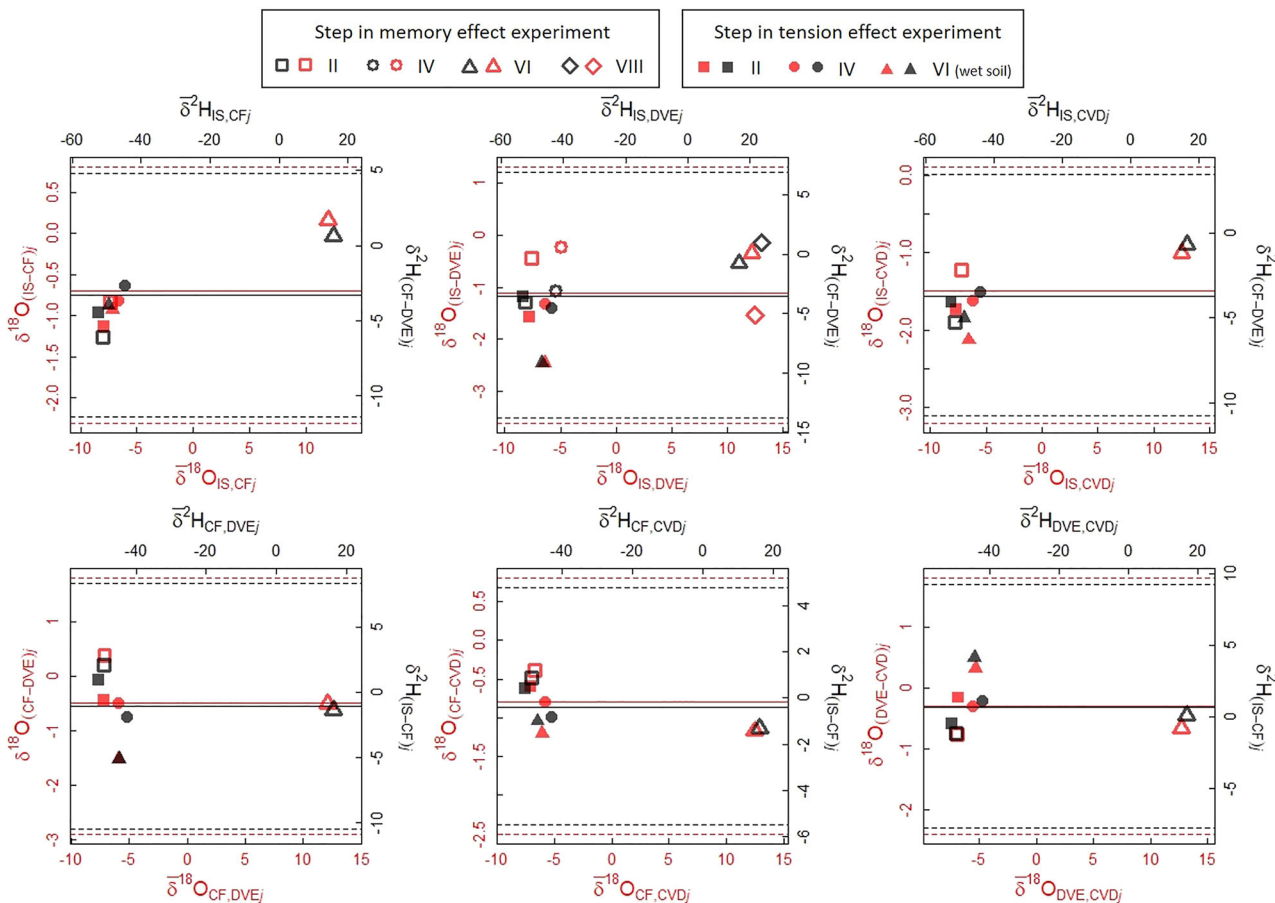 Step in memory effect experiment
II IV VI VIII
Step in tension effect experiment
II IV VI (wet soil)
δ̅²H_IS,CFj
-60 -40 -20 0 20
δ¹⁸O_(IS–CF)j
0.5
0.0
-0.5
-1.0
-1.5
-2.0
5
0
-5
-10
δ²H_(CF–DVE)j
-10 -5 0 5 10 15
δ̅¹⁸O_IS,CFj
δ̅²H_IS,DVEj
-40 -20 0 20
δ¹⁸O_(IS–DVE)j
1
0
-1
-2
-3
5
0
-5
-10
-15
δ²H_(CF–DVE)j
-10 -5 0 5 10 15
δ̅¹⁸O_IS,DVEj
δ̅²H_IS,CVDj
-60 -40 -20 0 20
δ¹⁸O_(IS–CVD)j
0.0
-1.0
-2.0
-3.0
0
-5
-10
δ²H_(CF–DVE)j
-10 -5 0 5 10 15
δ̅¹⁸O_IS,CVDj
δ̅²H_CF,DVEj
-40 -20 0 20
δ¹⁸O_(CF–DVE)j
1
0
-1
-2
-3
5
0
-5
-10
δ²H_(IS–CF)j
-10 -5 0 5 10 15
δ̅¹⁸O_CF,DVEj
δ̅²H_CF,CVDj
-40 -20 0 20
δ¹⁸O_(CF–CVD)j
0.5
0.0
-0.5
-1.5
-2.5
4
2
0
-2
-4
-6
δ²H_(IS–CF)j
-10 -5 0 5 10 15
δ̅¹⁸O_CF,CVDj
δ̅²H_DVE,CVDj
-40 -20 0 20
δ¹⁸O_(DVE–CVD)j
1
0
-1
-2
10
5
0
-5
δ²H_(IS–CF)j
-5 0 5 10 15
δ̅¹⁸O_DVE,CVDj